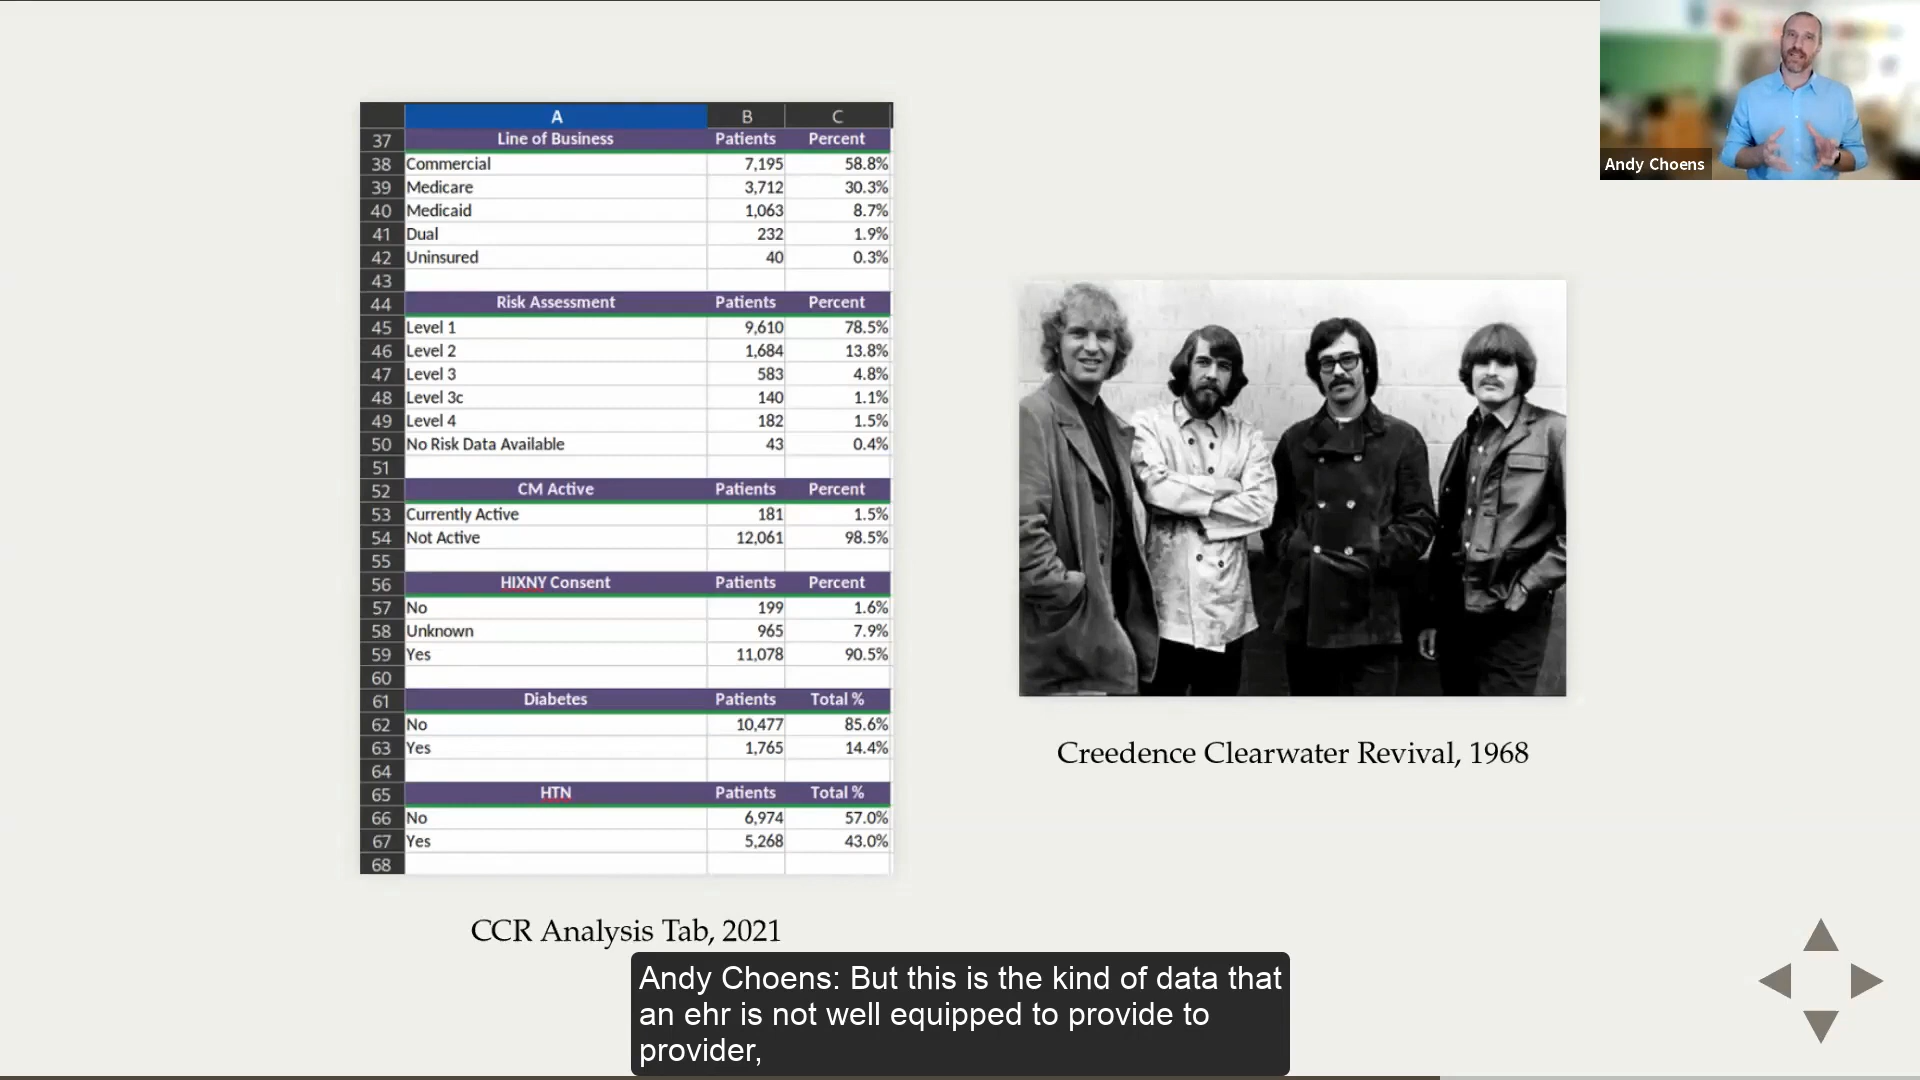 A B C
37 Line of Business Patients Percent
38 Commercial 7,195 58.8%
39 Medicare 3,712 30.3%
40 Medicaid 1,063 8.7%
41 Dual 232 1.9%
42 Uninsured 40 0.3%
43
44 Risk Assessment Patients Percent
45 Level 1 9,610 78.5%
46 Level 2 1,684 13.8%
47 Level 3 583 4.8%
48 Level 3c 140 1.1%
49 Level 4 182 1.5%
50 No Risk Data Available 43 0.4%
51
52 CM Active Patients Percent
53 Currently Active 181 1.5%
54 Not Active 12,061 98.5%
55
56 HIXNY Consent Patients Percent
57 No 199 1.6%
58 Unknown 965 7.9%
59 Yes 11,078 90.5%
60
61 Diabetes Patients Total %
62 No 10,477 85.6%
63 Yes 1,765 14.4%
64
65 HTN Patients Total %
66 No 6,974 57.0%
67 Yes 5,268 43.0%
68
CCR Analysis Tab, 2021
Creedence Clearwater Revival, 1968
Andy Choens
Andy Choens: But this is the kind of data that
an ehr is not well equipped to provide to
provider,